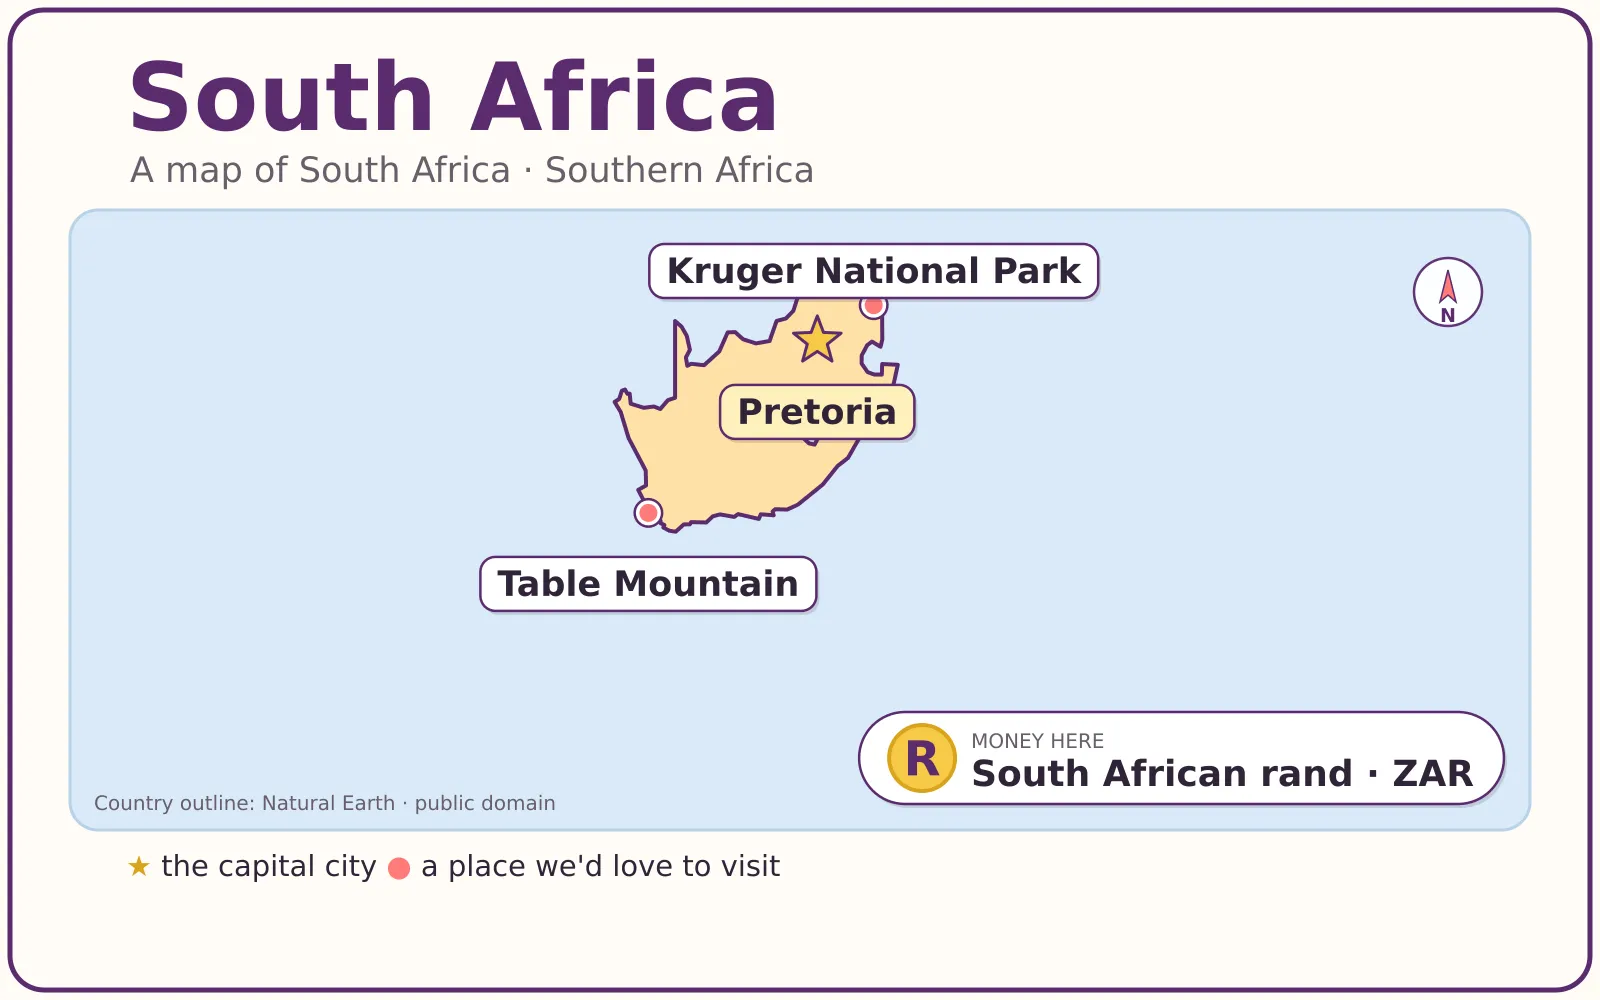 South Africa
A map of South Africa · Southern Africa
Kruger National Park
N
Pretoria
Table Mountain
R
MONEY HERE
South African rand · ZAR
Country outline: Natural Earth · public domain
★ the capital city ● a place we'd love to visit